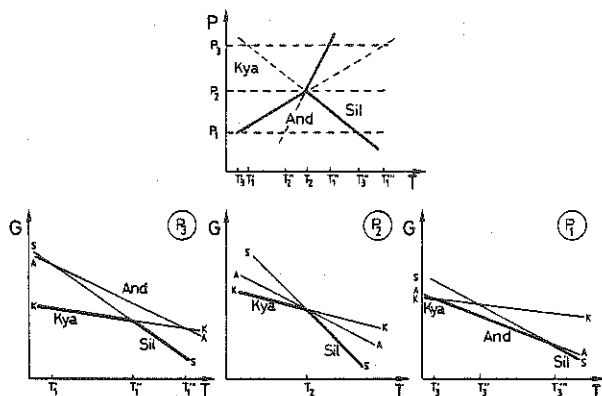 P
P₃
Kya
P₂
Sil
And
P₁
T₃ T₁' T₂'' T₂ T₁'' T₃'' T₁''' T
G P₃ G P₂ G P₁
S
A
And
K
Kya
K
A
Sil
S
T₁' T₁'' T₁''' T
S
A
K
Kya
K
A
Sil
S
T₂ T
S
A
K
Kya
K
And
A
Sil
S
T₃' T₃'' T₃''' T